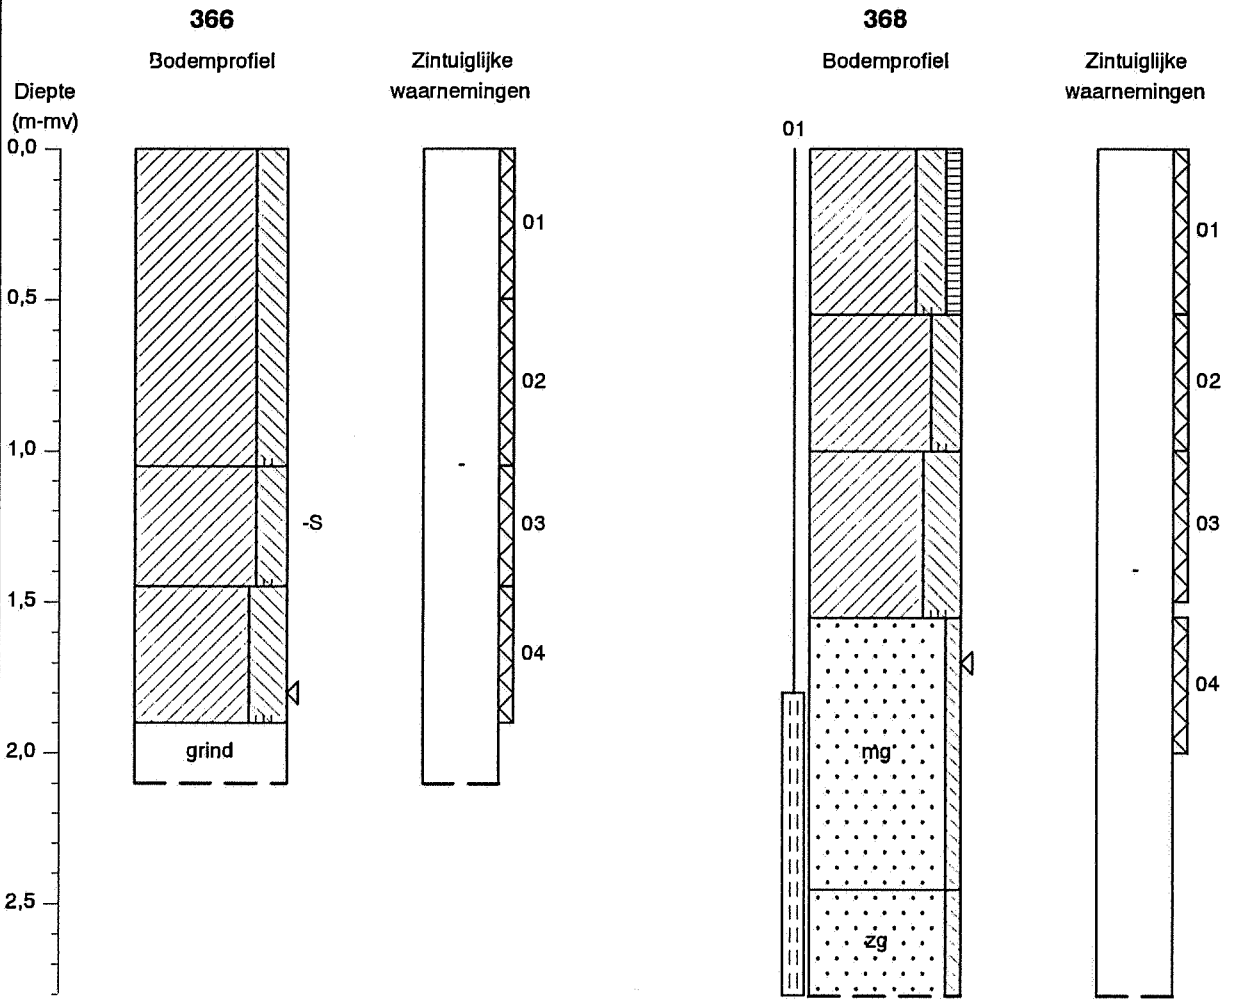 366
368
Bodemprofiel
Zintuiglijke
waarnemingen
Bodemprofiel
Zintuiglijke
waarnemingen
Diepte
(m-mv)
01
0,0
0,5
1,0
1,5
2,0
2,5
01
02
03
04
-S
-
grind
01
02
03
04
-
mg
zg